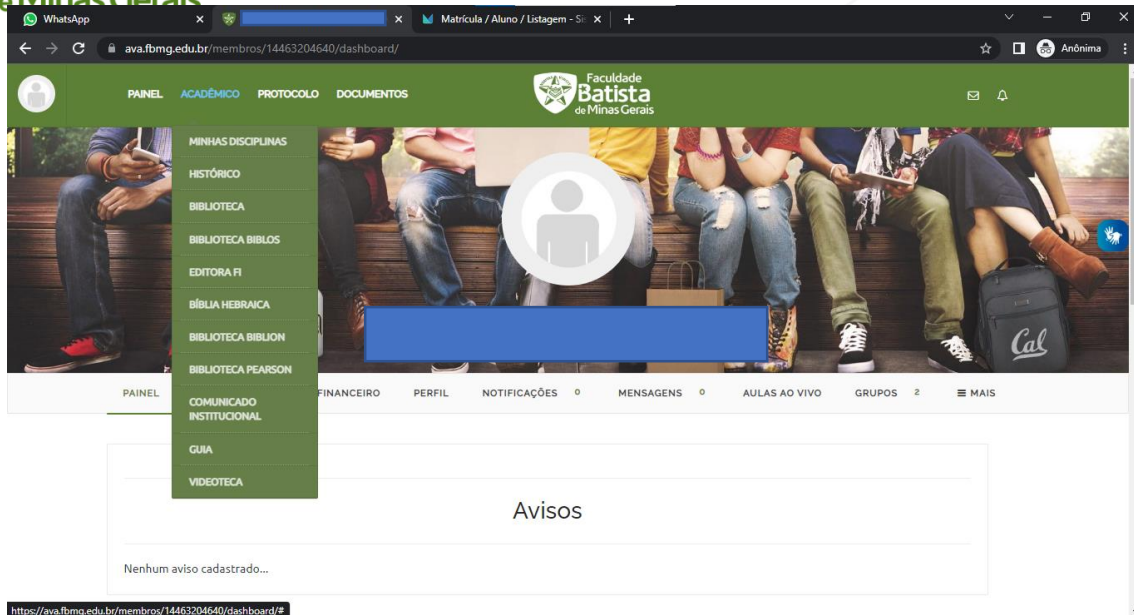 de Minas Gerais
WhatsApp
Matrícula / Aluno / Listagem - Si
ava.fbmg.edu.br/membros/14463204640/dashboard/
Anônima
PAINEL ACADÊMICO PROTOCOLO DOCUMENTOS
Faculdade
Batista
de Minas Gerais
MINHAS DISCIPLINAS
HISTÓRICO
BIBLIOTECA
BIBLIOTECA BIBLOS
EDITORA FI
BÍBLIA HEBRAICA
BIBLIOTECA BIBLION
BIBLIOTECA PEARSON
COMUNICADO
INSTITUCIONAL
GUIA
VIDEOTECA
Cal
PAINEL FINANCEIRO PERFIL NOTIFICAÇÕES 0 MENSAGENS 0 AULAS AO VIVO GRUPOS 2 MAIS
Avisos
Nenhum aviso cadastrado...
https://ava.fbmg.edu.br/membros/14463204640/dashboard/#